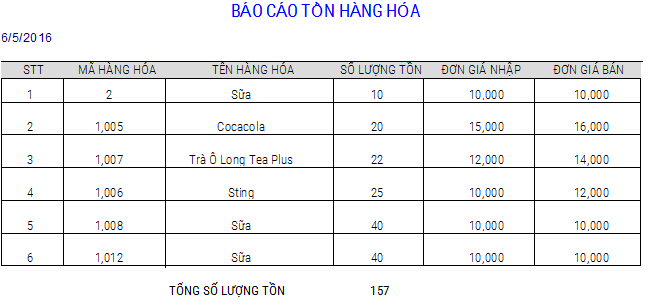 BÁO CÁO TỒN HÀNG HÓA
6/5/2016
STT MÃ HÀNG HÓA TÊN HÀNG HÓA SỐ LƯỢNG TỒN ĐƠN GIÁ NHẬP ĐƠN GIÁ BÁN
1 2 Sữa 10 10,000 10,000
2 1,005 Cocacola 20 15,000 16,000
3 1,007 Trà Ô Long Tea Plus 22 12,000 14,000
4 1,006 Sting 25 10,000 12,000
5 1,008 Sữa 40 10,000 10,000
6 1,012 Sữa 40 10,000 10,000
TỔNG SỐ LƯỢNG TỒN 157